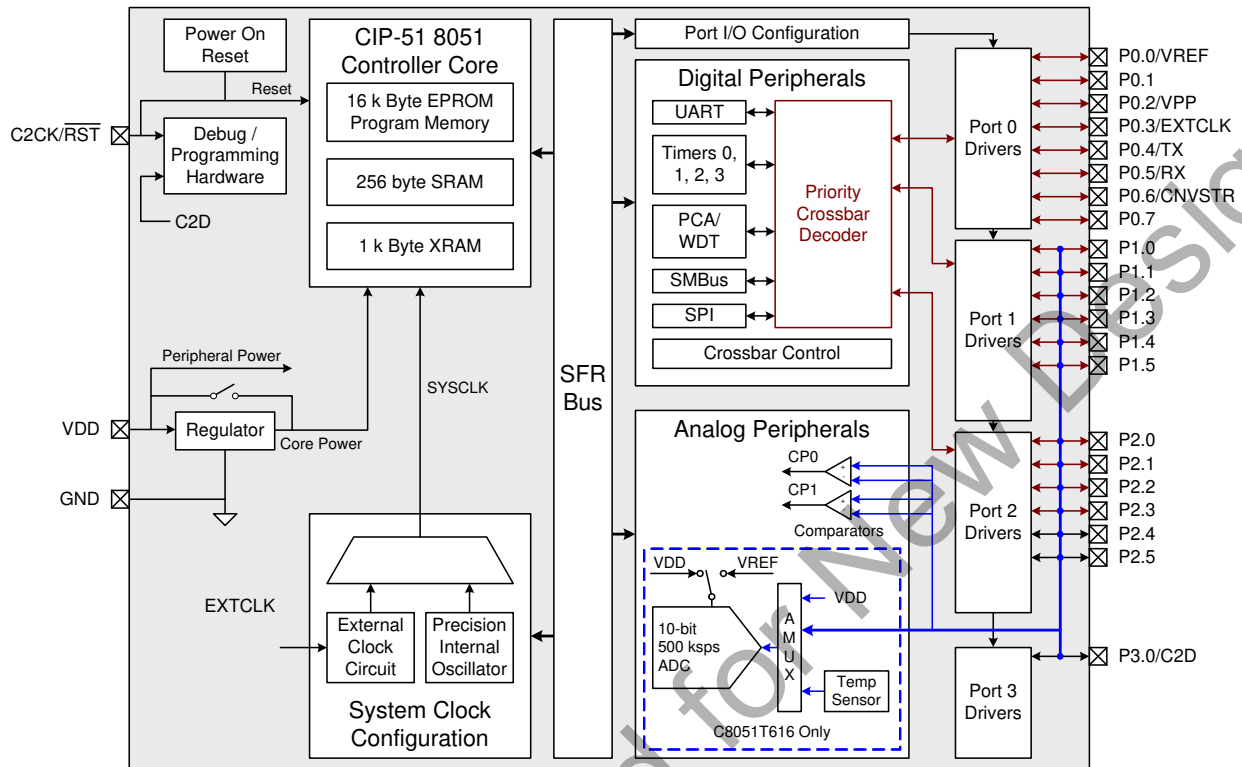 Power On
Reset
Reset
C2CK/RST
Debug /
Programming
Hardware
C2D
CIP-51 8051
Controller Core
16 k Byte EPROM
Program Memory
256 byte SRAM
1 k Byte XRAM
Peripheral Power
VDD
Regulator
Core Power
GND
SYSCLK
EXTCLK
External
Clock
Circuit
Precision
Internal
Oscillator
System Clock
Configuration
SFR
Bus
Port I/O Configuration
Digital Peripherals
UART
Timers 0,
1, 2, 3
PCA/
WDT
SMBus
SPI
Priority
Crossbar
Decoder
Crossbar Control
Analog Peripherals
CP0
+
-
CP1
+
-
Comparators
VDD
VREF
VDD
10-bit
500 ksps
ADC
A
M
U
X
Temp
Sensor
C8051T616 Only
Port 0
Drivers
Port 1
Drivers
Port 2
Drivers
Port 3
Drivers
P0.0/VREF
P0.1
P0.2/VPP
P0.3/EXTCLK
P0.4/TX
P0.5/RX
P0.6/CNVSTR
P0.7
P1.0
P1.1
P1.2
P1.3
P1.4
P1.5
P2.0
P2.1
P2.2
P2.3
P2.4
P2.5
P3.0/C2D
for New Desig